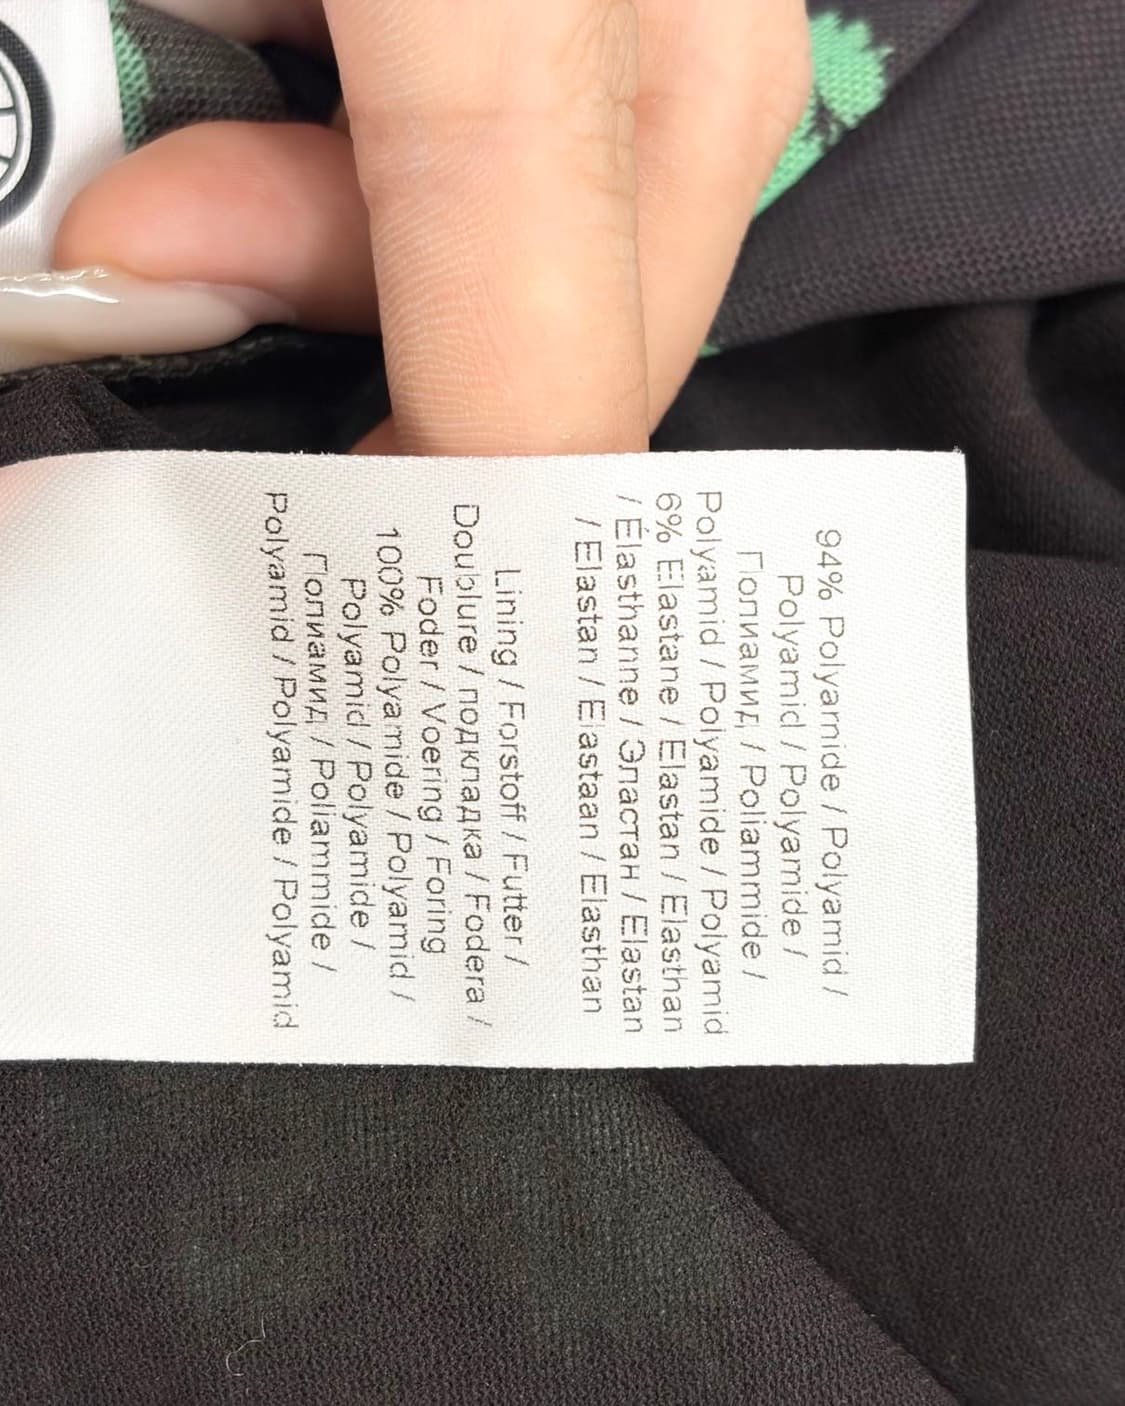 94% Polyamide / Polyamid /
Polyamid / Polyamide /
Полиамид / Poliammide /
Polyamid / Polyamide / Polyamid
6% Elastane / Elastan / Elasthan
/ Élasthanne / Эластан / Elastan
/ Elastan / Elastaan / Elasthan
Lining / Forstoff / Futter /
Doublure / подкладка / Fodera /
Foder / Voering / Foring
100% Polyamide / Polyamid /
Polyamid / Polyamide /
Полиамид / Poliammide /
Polyamid / Polyamide / Polyamid